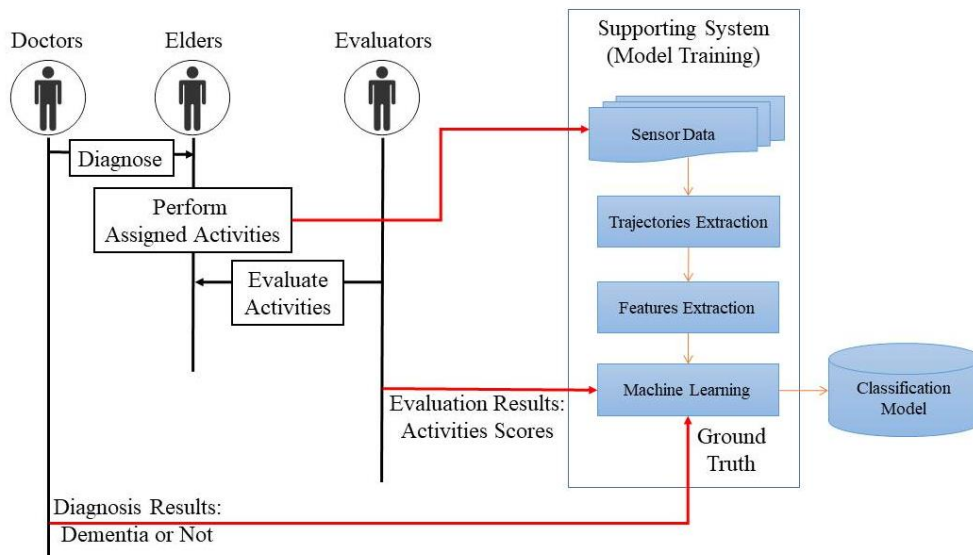 Doctors
Elders
Evaluators
Supporting System
(Model Training)
Sensor Data
Diagnose
Perform
Assigned Activities
Trajectories Extraction
Evaluate
Activities
Features Extraction
Machine Learning
Classification
Model
Evaluation Results:
Activities Scores
Ground
Truth
Diagnosis Results:
Dementia or Not